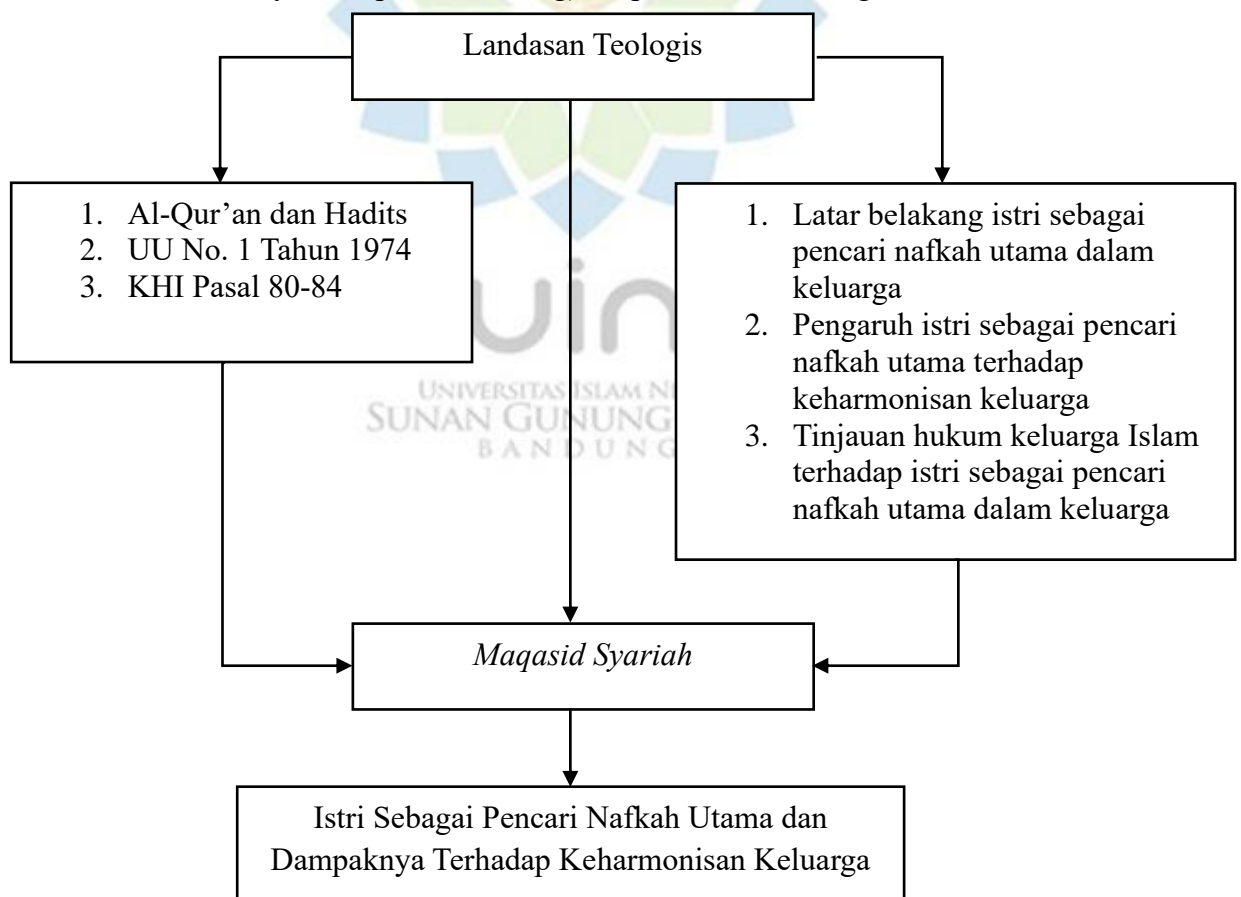 Landasan Teologis
1. Al-Qur’an dan Hadits
2. UU No. 1 Tahun 1974
3. KHI Pasal 80-84
1. Latar belakang istri sebagai
pencari nafkah utama dalam
keluarga
2. Pengaruh istri sebagai pencari
nafkah utama terhadap
keharmonisan keluarga
3. Tinjauan hukum keluarga Islam
terhadap istri sebagai pencari
nafkah utama dalam keluarga
uin
UNIVERSITAS ISLAM
SUNAN GUNUNG
BANDUNG
Maqasid Syariah
Istri Sebagai Pencari Nafkah Utama dan
Dampaknya Terhadap Keharmonisan Keluarga